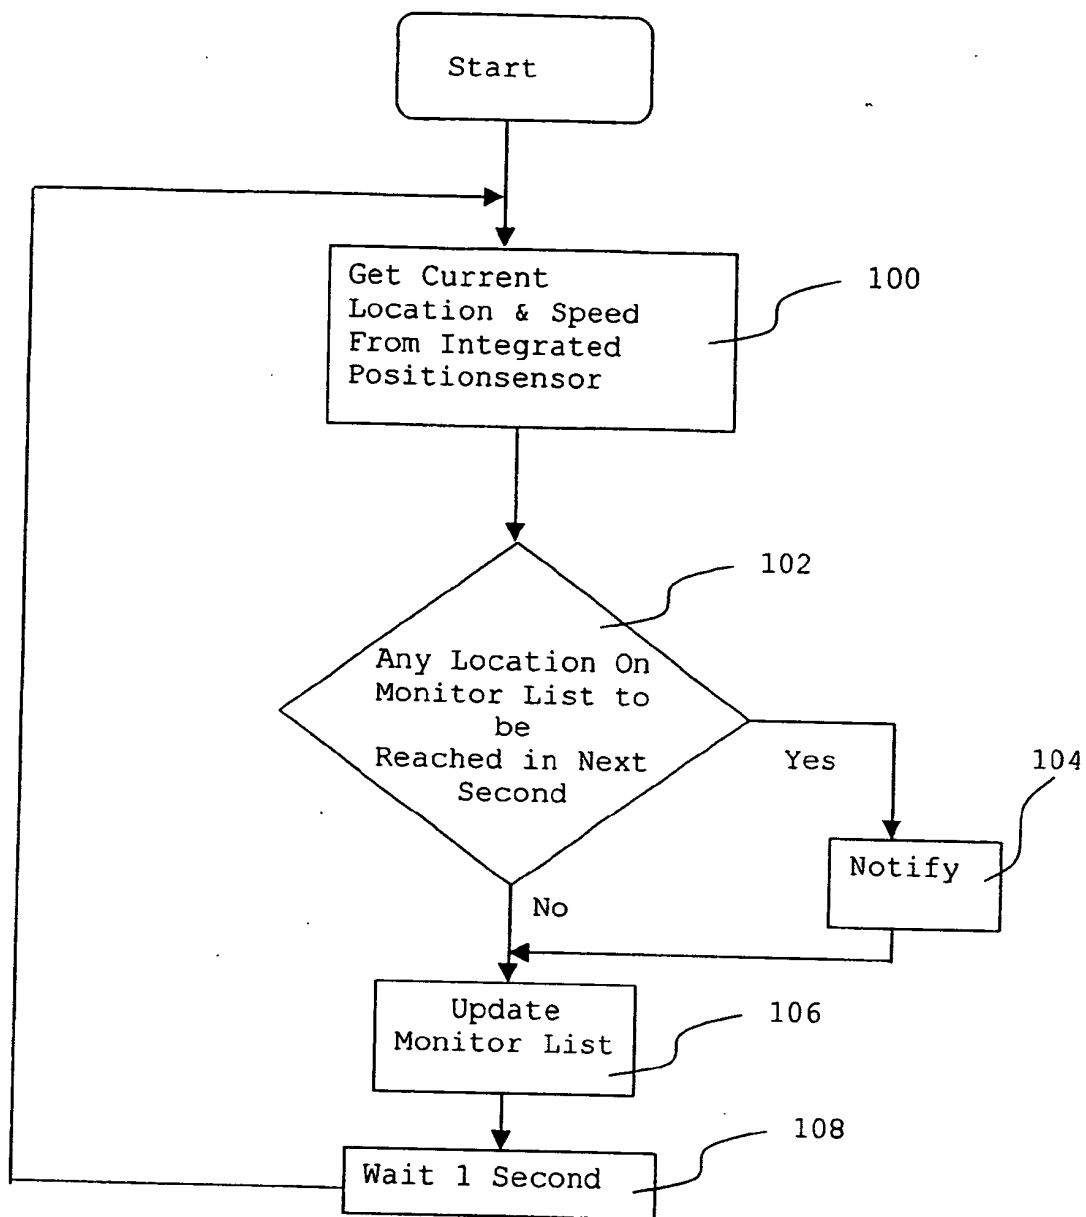 Start
Get Current
Location & Speed
From Integrated
Positionsensor
100
102
Any Location On
Monitor List to
be
Reached in Next
Second
Yes
104
Notify
No
Update
Monitor List
106
108
Wait 1 Second